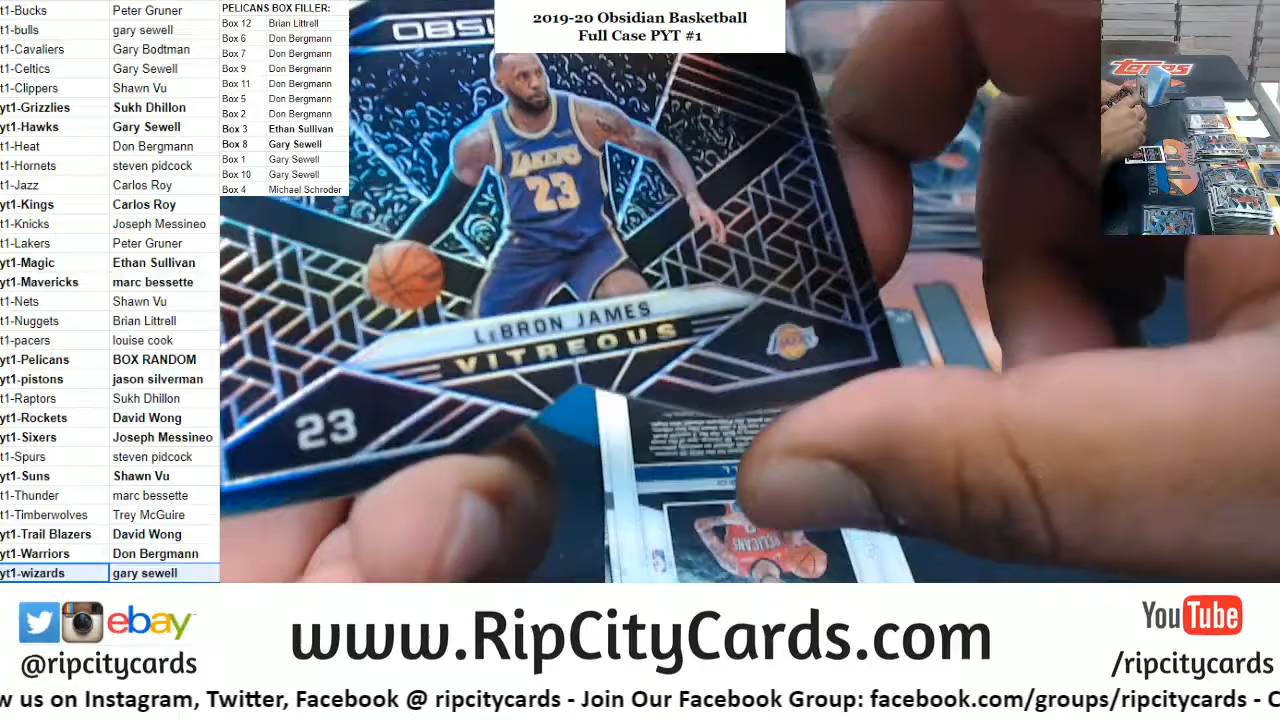 t1-Bucks Peter Gruner
t1-bulls gary sewell
t1-Cavaliers Gary Bodtman
t1-Celtics Gary Sewell
t1-Clippers Shawn Vu
yt1-Grizzlies Sukh Dhillon
yt1-Hawks Gary Sewell
t1-Heat Don Bergmann
t1-Hornets steven pidcock
t1-Jazz Carlos Roy
yt1-Kings Carlos Roy
t1-Knicks Joseph Messineo
t1-Lakers Peter Gruner
yt1-Magic Ethan Sullivan
yt1-Mavericks marc bessette
t1-Nets Shawn Vu
t1-Nuggets Brian Littrell
t1-pacers louise cook
yt1-Pelicans BOX RANDOM
yt1-pistons jason silverman
t1-Raptors Sukh Dhillon
yt1-Rockets David Wong
yt1-Sixers Joseph Messineo
t1-Spurs steven pidcock
yt1-Suns Shawn Vu
t1-Thunder marc bessette
t1-Timberwolves Trey McGuire
yt1-Trail Blazers David Wong
yt1-Warriors Don Bergmann
yt1-wizards gary sewell
PELICANS BOX FILLER:
Box 12 Brian Littrell
Box 6 Don Bergmann
Box 7 Don Bergmann
Box 9 Don Bergmann
Box 11 Don Bergmann
Box 5 Don Bergmann
Box 2 Don Bergmann
Box 3 Ethan Sullivan
Box 8 Gary Sewell
Box 1 Gary Sewell
Box 10 Gary Sewell
Box 4 Michael Schroder
2019-20 Obsidian Basketball
Full Case PYT #1
OBSI
LAKERS
23
LEBRON JAMES
VITREOUS
23
PELICANS
Topps
ebay
@ripcitycards
www.RipCityCards.com
YouTube
/ripcitycards
w us on Instagram, Twitter, Facebook @ ripcitycards - Join Our Facebook Group: facebook.com/groups/ripcitycards - C